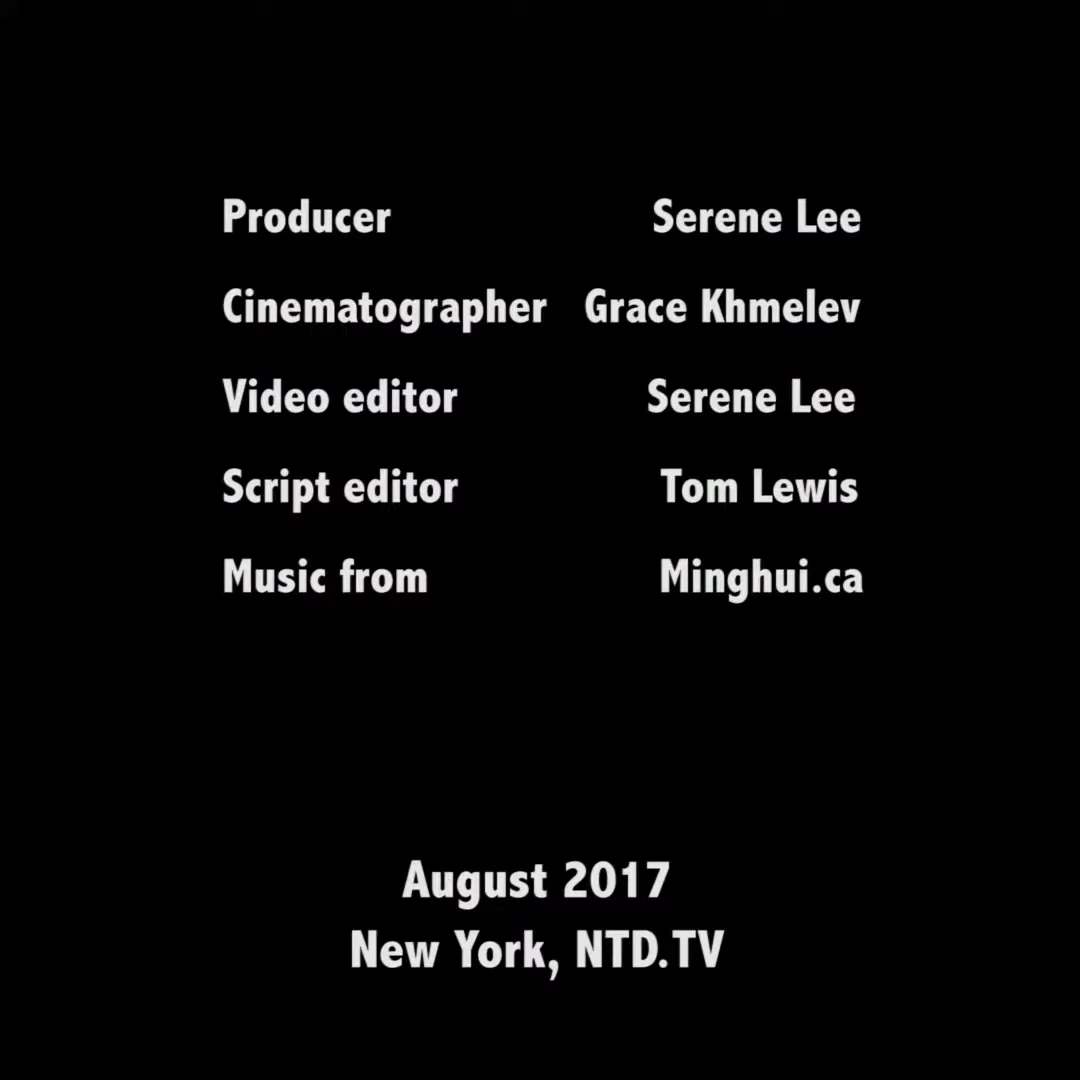 Producer Serene Lee
Cinematographer Grace Khmelev
Video editor Serene Lee
Script editor Tom Lewis
Music from Minghui.ca
August 2017
New York, NTD.TV